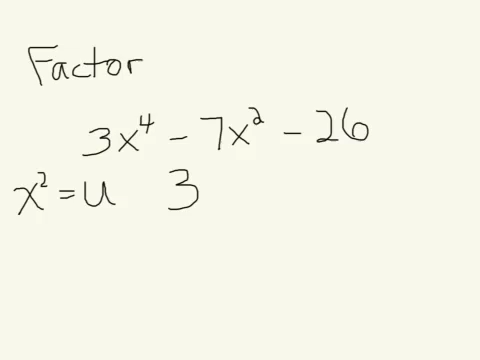 Factor
3x⁴ - 7x² - 26
x² = u 3